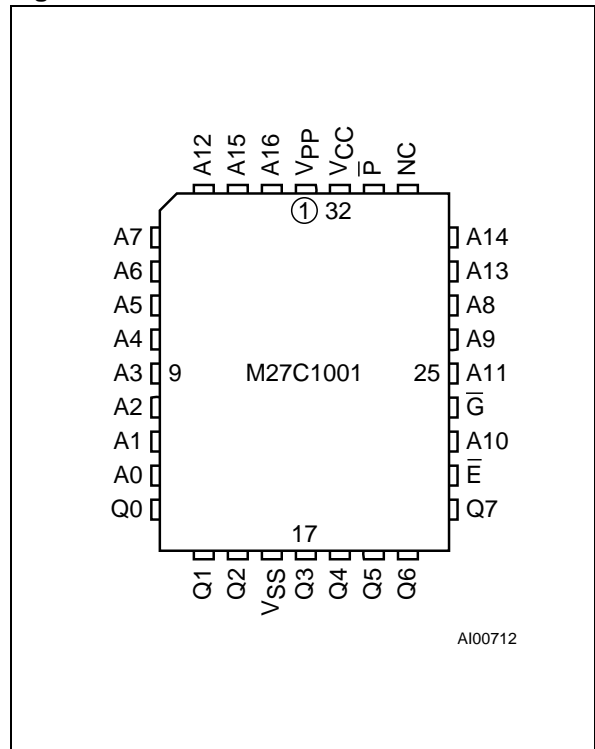 A12 A15 A16 VPP VCC P̅ NC
① 32
A7 A14
A6 A13
A5 A8
A4 A9
A3 9 M27C1001 25 A11
A2 G̅
A1 A10
A0 E̅
Q0 Q7
17
Q1 Q2 VSS Q3 Q4 Q5 Q6
AI00712